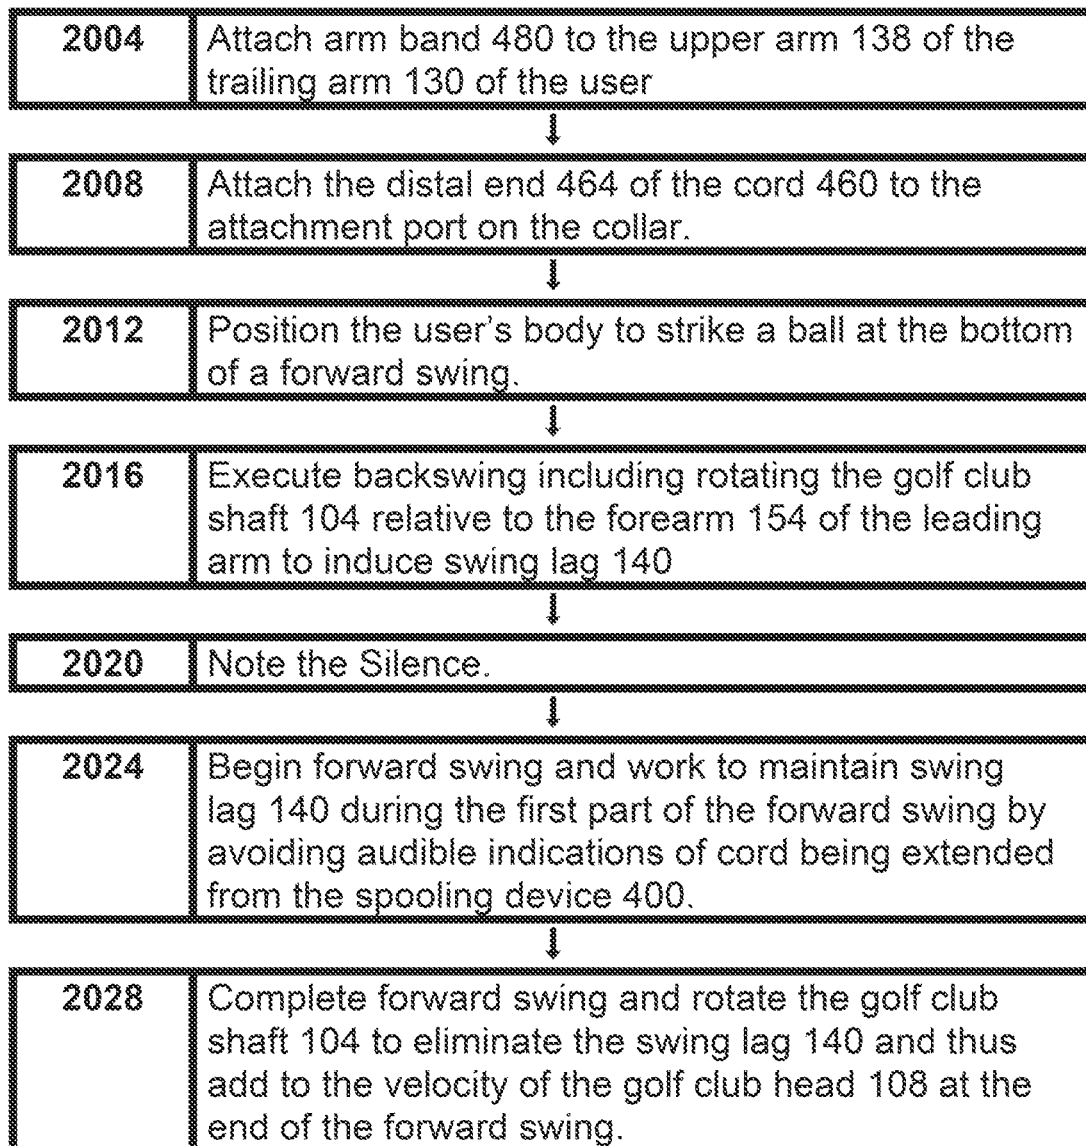 2004 Attach arm band 480 to the upper arm 138 of the
trailing arm 130 of the user
2008 Attach the distal end 464 of the cord 460 to the
attachment port on the collar.
2012 Position the user's body to strike a ball at the bottom
of a forward swing.
2016 Execute backswing including rotating the golf club
shaft 104 relative to the forearm 154 of the leading
arm to induce swing lag 140
2020 Note the Silence.
2024 Begin forward swing and work to maintain swing
lag 140 during the first part of the forward swing by
avoiding audible indications of cord being extended
from the spooling device 400.
2028 Complete forward swing and rotate the golf club
shaft 104 to eliminate the swing lag 140 and thus
add to the velocity of the golf club head 108 at the
end of the forward swing.